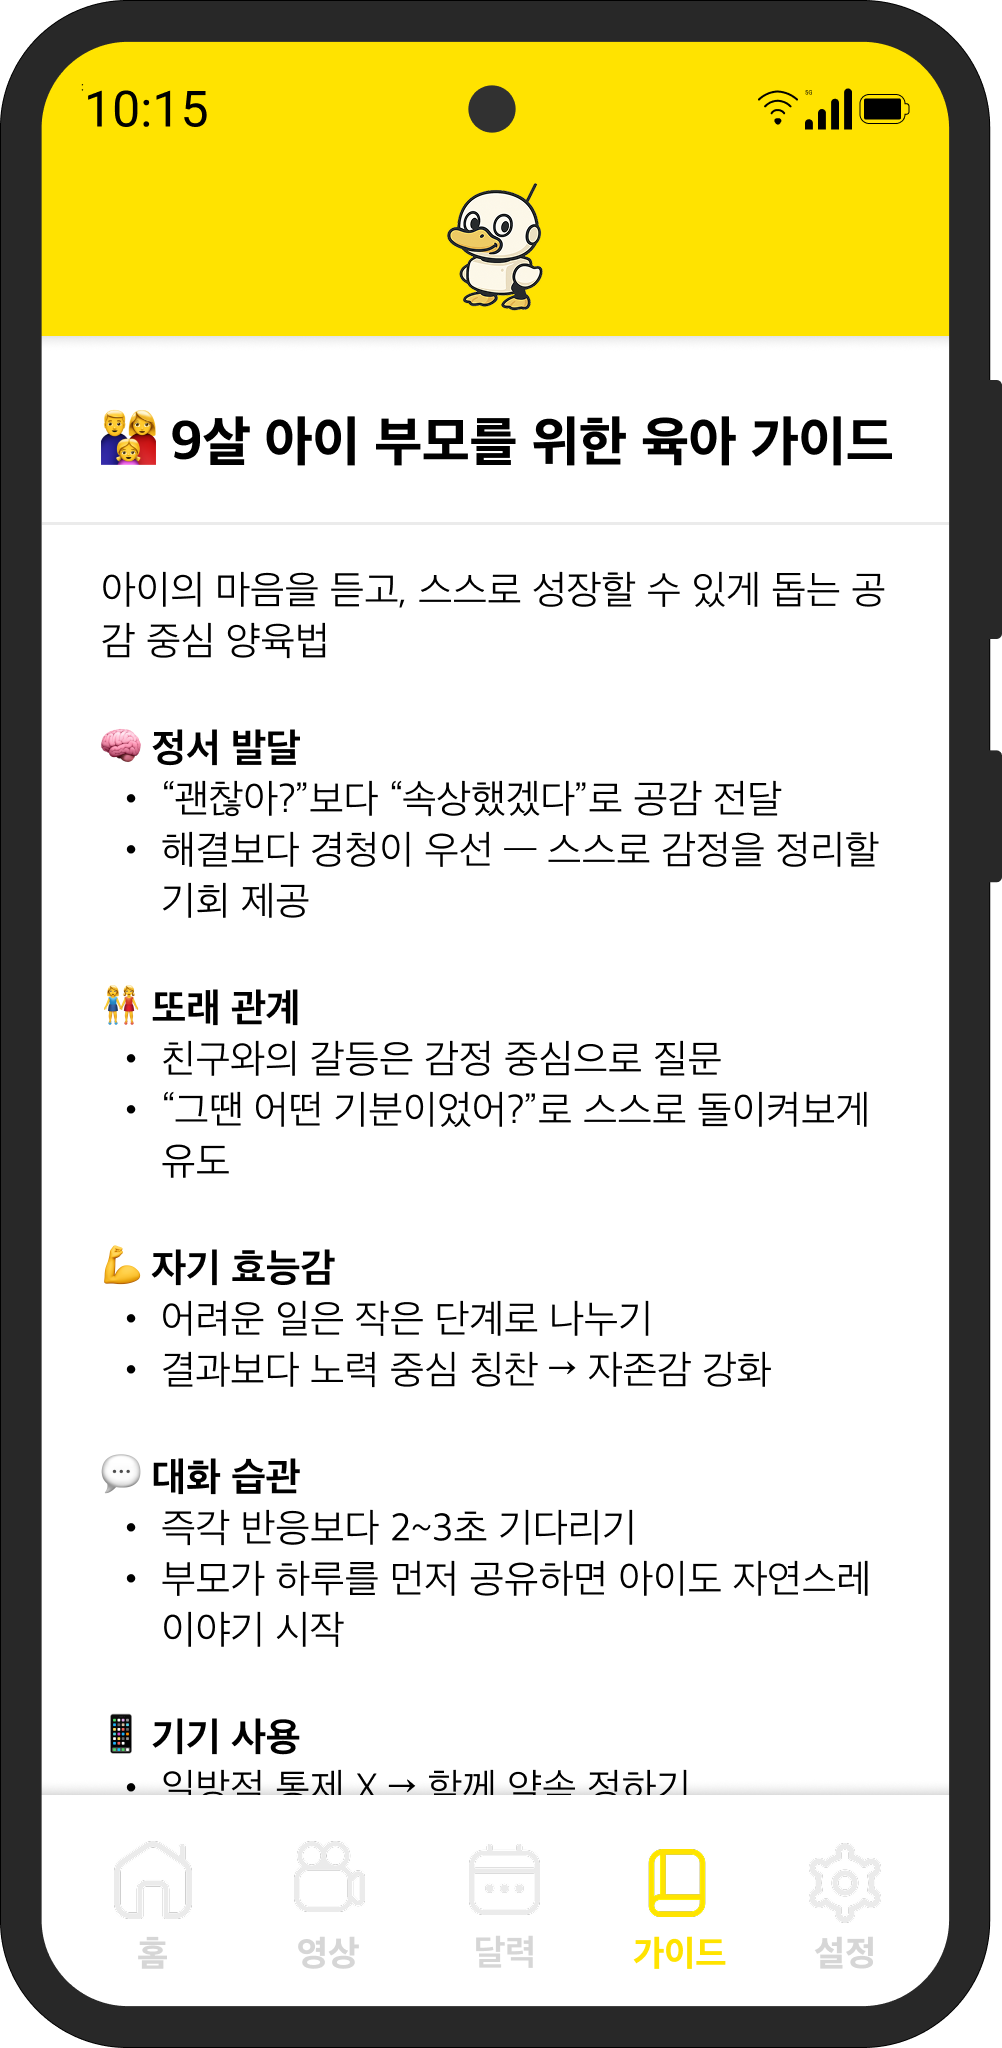 10:15
5G
👨‍👩‍👧 9살 아이 부모를 위한 육아 가이드
아이의 마음을 듣고, 스스로 성장할 수 있게 돕는 공
감 중심 양육법
🧠 정서 발달
• “괜찮아?”보다 “속상했겠다”로 공감 전달
• 해결보다 경청이 우선 — 스스로 감정을 정리할
기회 제공
👭 또래 관계
• 친구와의 갈등은 감정 중심으로 질문
• “그땐 어떤 기분이었어?”로 스스로 돌이켜보게
유도
💪 자기 효능감
• 어려운 일은 작은 단계로 나누기
• 결과보다 노력 중심 칭찬 → 자존감 강화
💬 대화 습관
• 즉각 반응보다 2~3초 기다리기
• 부모가 하루를 먼저 공유하면 아이도 자연스레
이야기 시작
📱 기기 사용
• 일방적 통제 X → 함께 약속 정하기
홈
영상
달력
가이드
설정